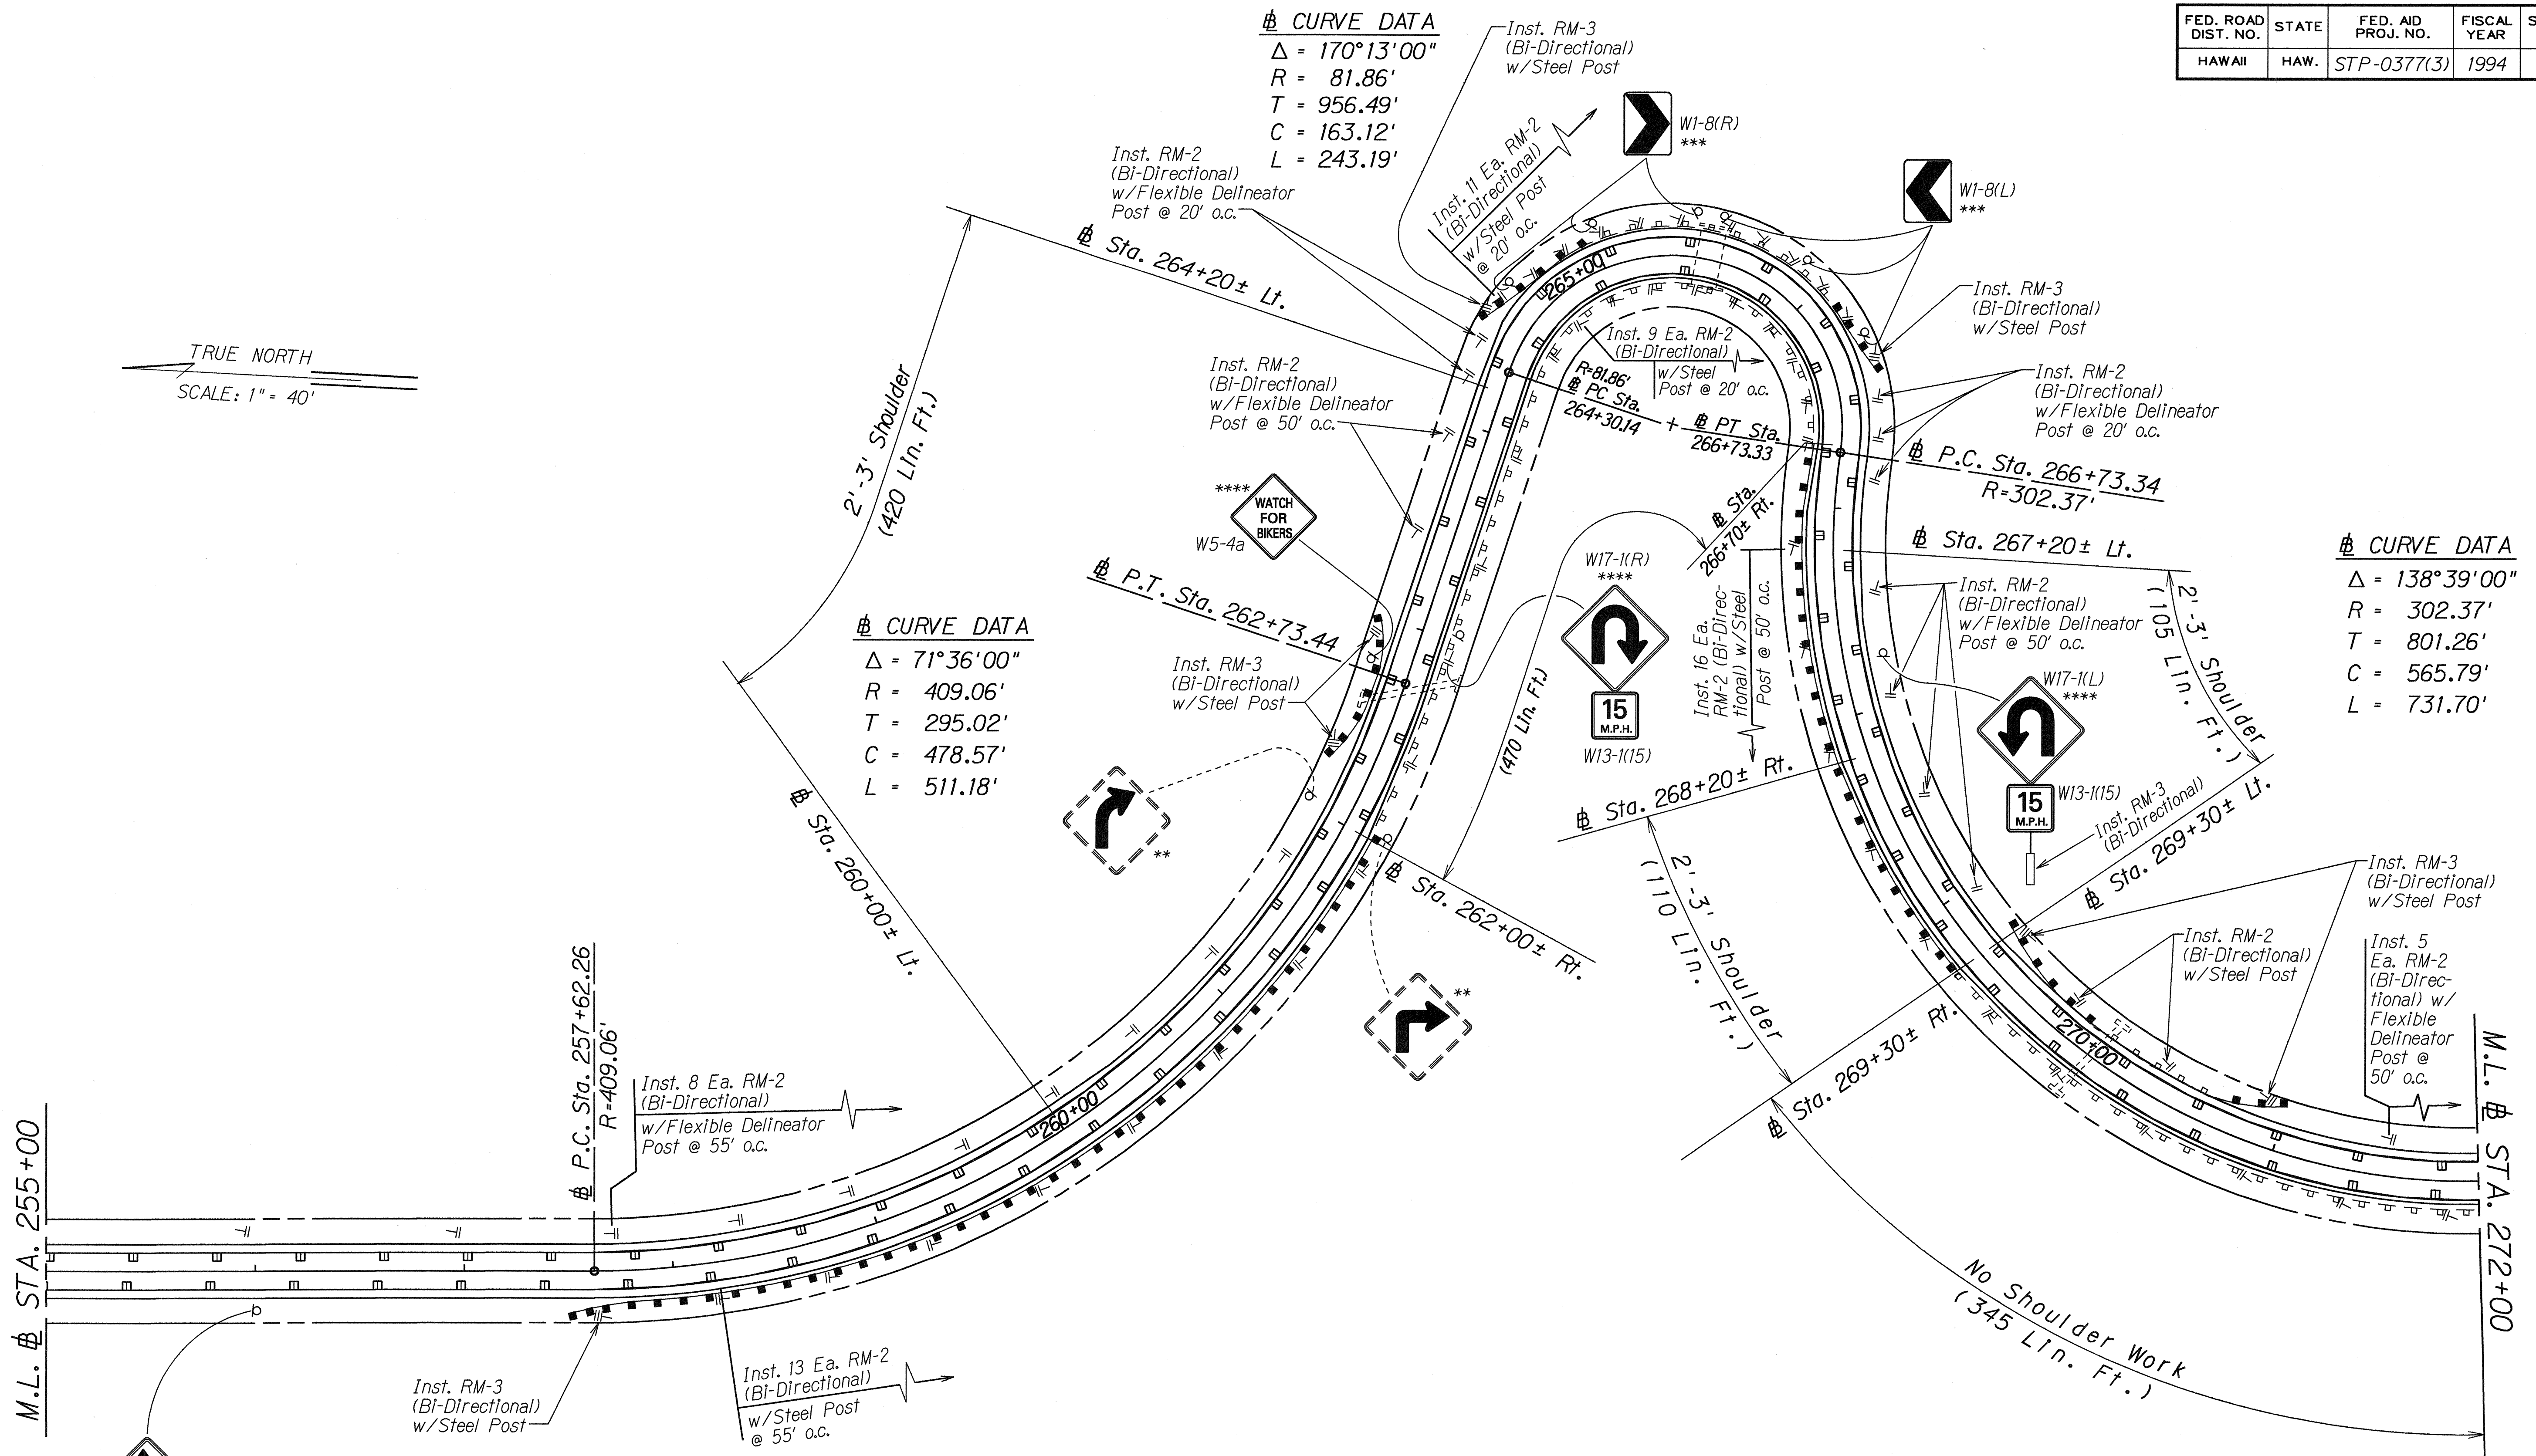 FED. ROAD DIST. NO.
STATE
FED. AID PROJ. NO.
FISCAL YEAR
HAWAII
HAW.
STP-0377(3)
1994
B CURVE DATA
Δ = 170°13'00"
R = 81.86'
T = 956.49'
C = 163.12'
L = 243.19'
Inst. RM-3
(Bi-Directional)
w/Steel Post
Inst. 11 Ea. RM-2
(Bi-Directional)
w/Steel Post
@ 20' o.c.
W1-8(R)
***
W1-8(L)
***
Inst. RM-2
(Bi-Directional)
w/Flexible Delineator
Post @ 20' o.c.
B Sta. 264+20± Lt.
265+00
Inst. RM-3
(Bi-Directional)
w/Steel Post
TRUE NORTH
SCALE: 1" = 40'
Inst. RM-2
(Bi-Directional)
w/Flexible Delineator
Post @ 50' o.c.
Inst. 9 Ea. RM-2
(Bi-Directional)
w/Steel
Post @ 20' o.c.
R=81.86'
B PC Sta.
264+30.14
B PT Sta.
266+73.33
Inst. RM-2
(Bi-Directional)
w/Flexible Delineator
Post @ 20' o.c.
B P.C. Sta. 266+73.34
R=302.37'
2'-3' Shoulder
(420 Lin. Ft.)
****
WATCH
FOR
BIKERS
W5-4a
B Sta.
266+70± Rt.
B Sta. 267+20± Lt.
B CURVE DATA
Δ = 138°39'00"
R = 302.37'
T = 801.26'
C = 565.79'
L = 731.70'
B P.T. Sta. 262+73.44
W17-1(R)
****
15
M.P.H.
W13-1(15)
Inst. 16 Ea.
RM-2 (Bi-Direc-
tional) w/Steel
Post @ 50' o.c.
Inst. RM-2
(Bi-Directional)
w/Flexible Delineator
Post @ 50' o.c.
2'-3' Shoulder
(105 Lin. Ft.)
B CURVE DATA
Δ = 71°36'00"
R = 409.06'
T = 295.02'
C = 478.57'
L = 511.18'
Inst. RM-3
(Bi-Directional)
w/Steel Post
(470 Lin. Ft.)
W17-1(L)
****
15
M.P.H.
W13-1(15)
Inst. RM-3
(Bi-Directional)
B Sta. 268+20± Rt.
B Sta. 269+30± Lt.
**
B Sta. 260+00± Lt.
B Sta. 262+00± Rt.
2'-3' Shoulder
(110 Lin. Ft.)
Inst. RM-3
(Bi-Directional)
w/Steel Post
Inst. RM-2
(Bi-Directional)
w/Steel Post
Inst. 5
Ea. RM-2
(Bi-Direc-
tional) w/
Flexible
Delineator
Post @
50' o.c.
**
B P.C. Sta. 257+62.26
R=409.06'
Inst. 8 Ea. RM-2
(Bi-Directional)
w/Flexible Delineator
Post @ 55' o.c.
260+00
270+00
B Sta. 269+30± Rt.
M.L. B STA. 255+00
M.L. B STA. 272+00
No Shoulder Work
(345 Lin. Ft.)
Inst. RM-3
(Bi-Directional)
w/Steel Post
Inst. 13 Ea. RM-2
(Bi-Directional)
w/Steel Post
@ 55' o.c.